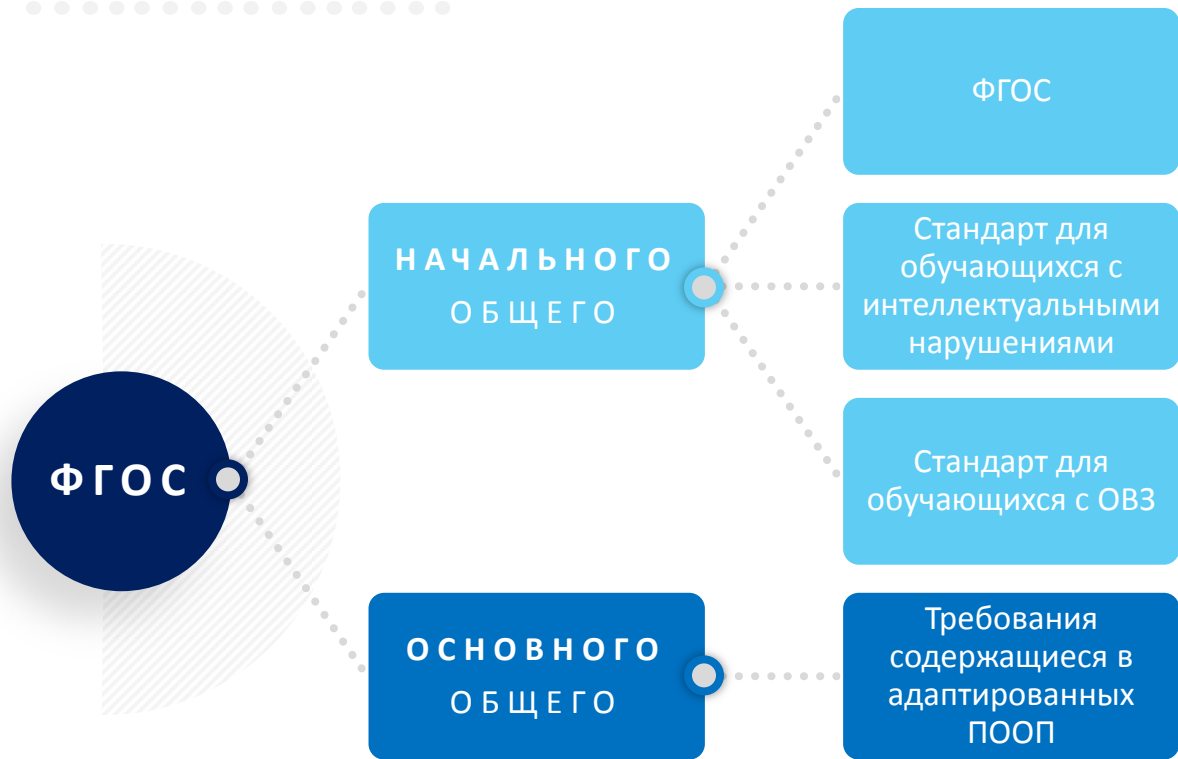 ФГОС
НАЧАЛЬНОГО
ОБЩЕГО
ФГОС
Стандарт для
обучающихся с
интеллектуальными
нарушениями
Стандарт для
обучающихся с ОВЗ
ОСНОВНОГО
ОБЩЕГО
Требования
содержащиеся в
адаптированных
ПООП